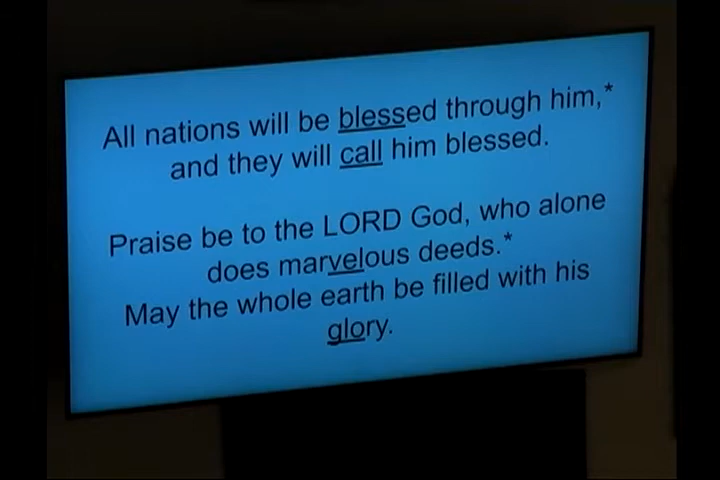 All nations will be blessed through him,*
and they will call him blessed.
Praise be to the LORD God, who alone
does marvelous deeds.*
May the whole earth be filled with his
glory.